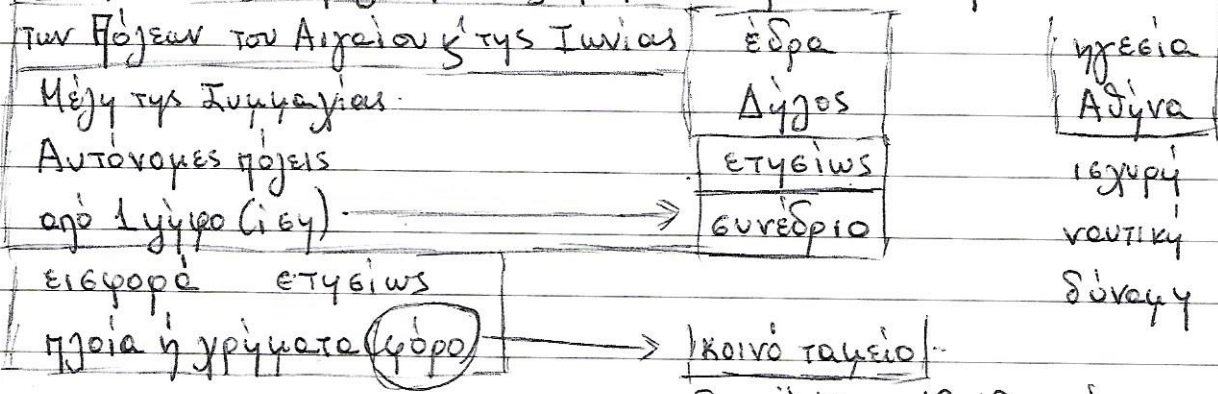 των Πόλεων του Αιγαίου ϗ της Ιωνίας έδρα ηγεσία
Μέλη της Συμμαχίας. Δήλος Αθήνα
Αυτόνομες πόλεις ετησίως ισχυρή
από 1 ψήφο (ίση) συνέδριο ναυτική
εισφορά ετησίως δύναμη
πλοία ή χρήματα (φόρο) κοινό ταμείο